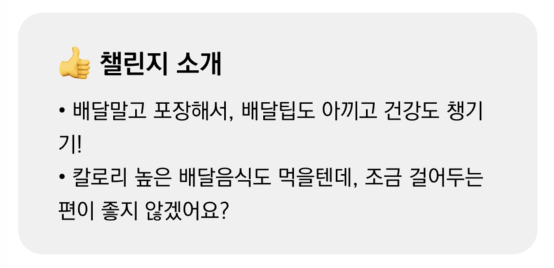 👍 챌린지 소개
• 배달말고 포장해서, 배달팁도 아끼고 건강도 챙기
기!
• 칼로리 높은 배달음식도 먹을텐데, 조금 걸어두는
편이 좋지 않겠어요?